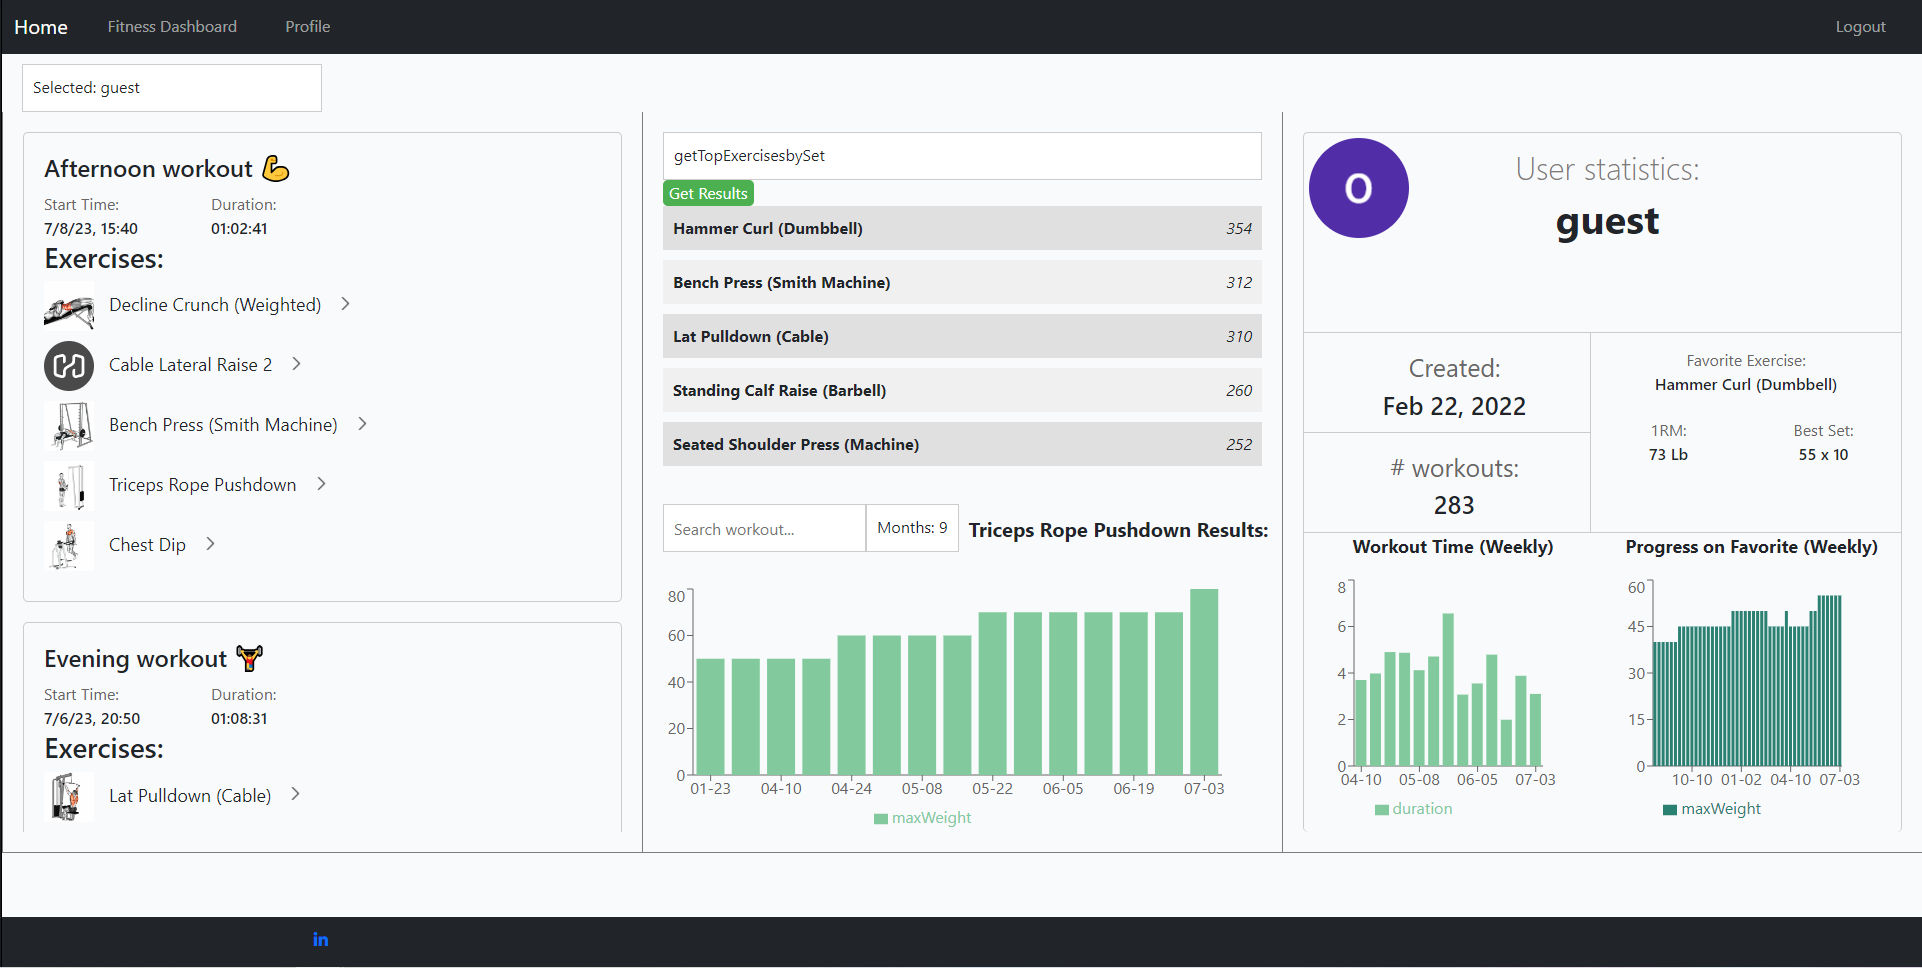 Home Fitness Dashboard Profile Logout
Selected: guest
Afternoon workout 💪
Start Time: Duration:
7/8/23, 15:40 01:02:41
Exercises:
Decline Crunch (Weighted)
Cable Lateral Raise 2
Bench Press (Smith Machine)
Triceps Rope Pushdown
Chest Dip
Evening workout 🏋
Start Time: Duration:
7/6/23, 20:50 01:08:31
Exercises:
Lat Pulldown (Cable)
getTopExercisesbySet
Get Results
Hammer Curl (Dumbbell) 354
Bench Press (Smith Machine) 312
Lat Pulldown (Cable) 310
Standing Calf Raise (Barbell) 260
Seated Shoulder Press (Machine) 252
Search workout... Months: 9 Triceps Rope Pushdown Results:
80
60
40
20
0
01-23 04-10 04-24 05-08 05-22 06-05 06-19 07-03
maxWeight
O
User statistics:
guest
Created:
Feb 22, 2022
# workouts:
283
Favorite Exercise:
Hammer Curl (Dumbbell)
1RM: Best Set:
73 Lb 55 x 10
Workout Time (Weekly)
8
6
4
2
0
04-10 05-08 06-05 07-03
duration
Progress on Favorite (Weekly)
60
45
30
15
0
10-10 01-02 04-10 07-03
maxWeight
in